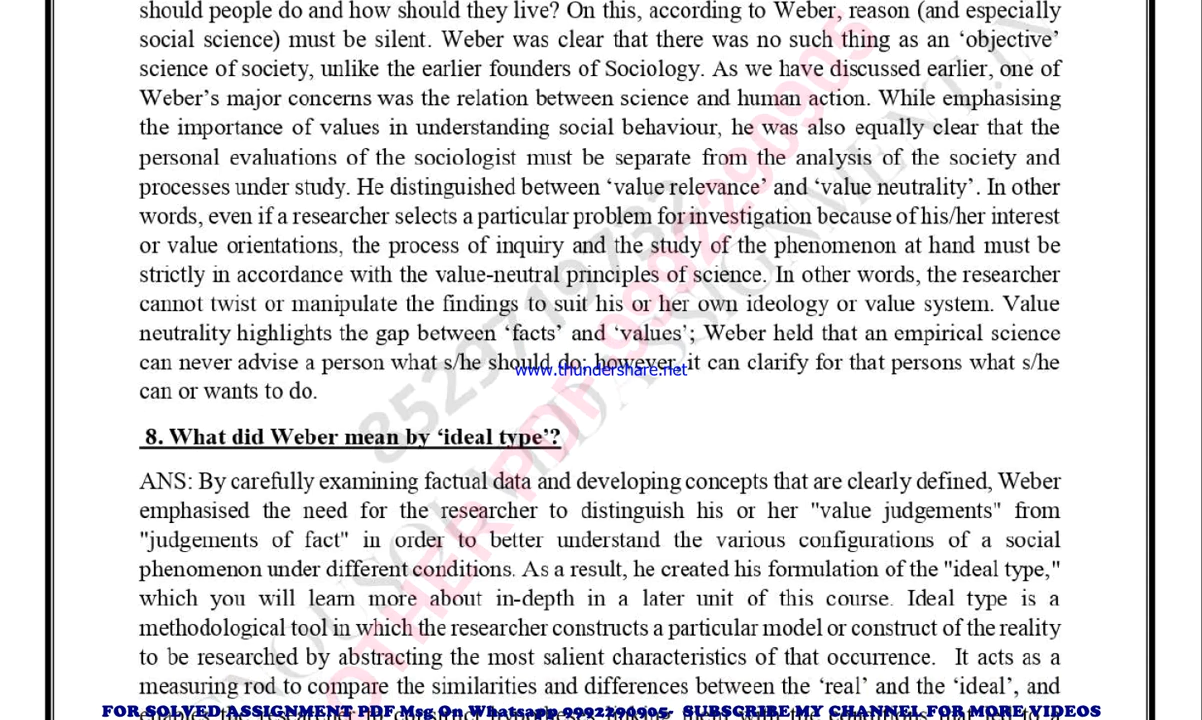 should people do and how should they live? On this, according to Weber, reason (and especially
social science) must be silent. Weber was clear that there was no such thing as an ‘objective’
science of society, unlike the earlier founders of Sociology. As we have discussed earlier, one of
Weber’s major concerns was the relation between science and human action. While emphasising
the importance of values in understanding social behaviour, he was also equally clear that the
personal evaluations of the sociologist must be separate from the analysis of the society and
processes under study. He distinguished between ‘value relevance’ and ‘value neutrality’. In other
words, even if a researcher selects a particular problem for investigation because of his/her interest
or value orientations, the process of inquiry and the study of the phenomenon at hand must be
strictly in accordance with the value-neutral principles of science. In other words, the researcher
cannot twist or manipulate the findings to suit his or her own ideology or value system. Value
neutrality highlights the gap between ‘facts’ and ‘values’; Weber held that an empirical science
can never advise a person what s/he should do; however, it can clarify for that persons what s/he
www.thundershare.net
can or wants to do.
8. What did Weber mean by ‘ideal type’?
ANS: By carefully examining factual data and developing concepts that are clearly defined, Weber
emphasised the need for the researcher to distinguish his or her "value judgements" from
"judgements of fact" in order to better understand the various configurations of a social
phenomenon under different conditions. As a result, he created his formulation of the "ideal type,"
which you will learn more about in-depth in a later unit of this course. Ideal type is a
methodological tool in which the researcher constructs a particular model or construct of the reality
to be researched by abstracting the most salient characteristics of that occurrence. It acts as a
measuring rod to compare the similarities and differences between the ‘real’ and the ‘ideal’, and
FOR SOLVED ASSIGNMENT PDF Msg On Whatsapp 9992290905- SUBSCRIBE MY CHANNEL FOR MORE VIDEOS
8529719732
OTHER PDF 9992290905